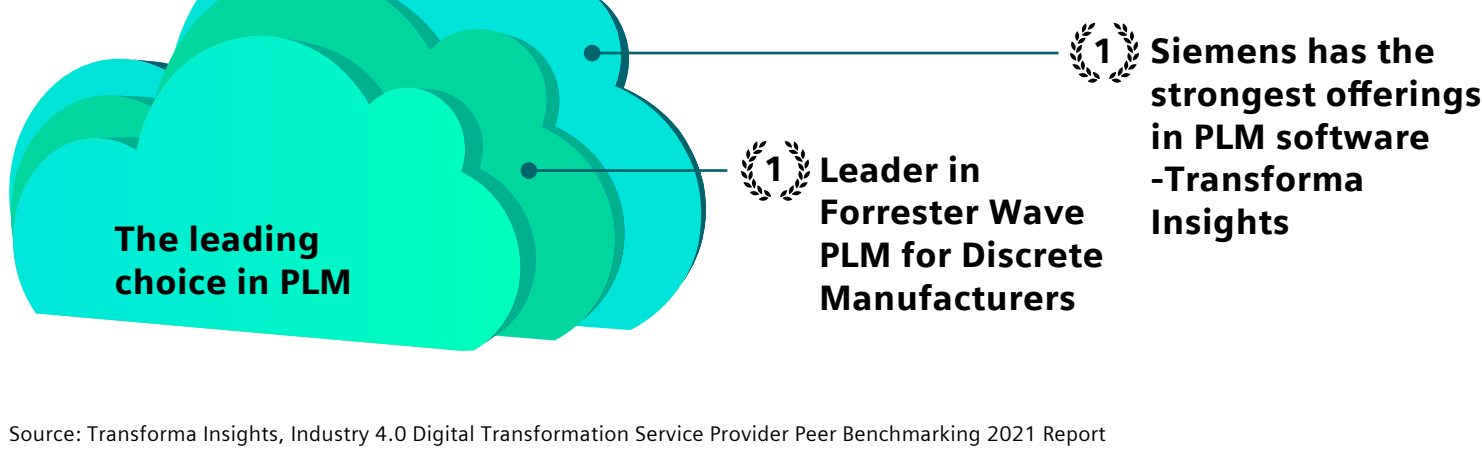 1
Siemens has the
strongest offerings
in PLM software
-Transforma
Insights
1
Leader in
Forrester Wave
PLM for Discrete
Manufacturers
The leading
choice in PLM
Source: Transforma Insights, Industry 4.0 Digital Transformation Service Provider Peer Benchmarking 2021 Report